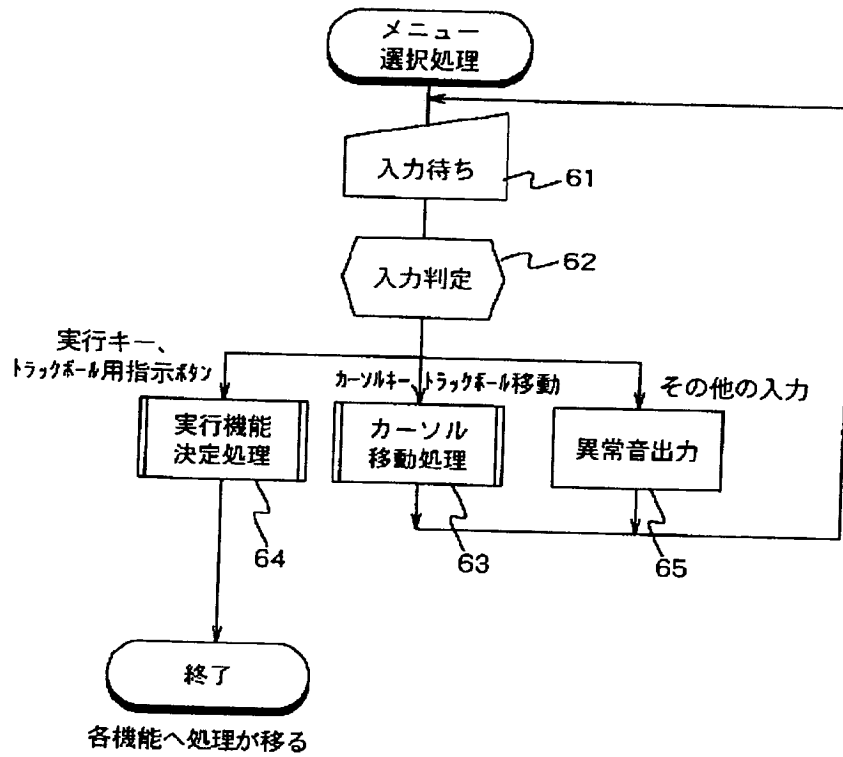 メニュー
選択処理
入力待ち
61
入力判定
62
実行キー、
トラックボール用指示ボタン
カーソルキー、トラックボール移動
その他の入力
実行機能
決定処理
カーソル
移動処理
異常音出力
64
63
65
終了
各機能へ処理が移る